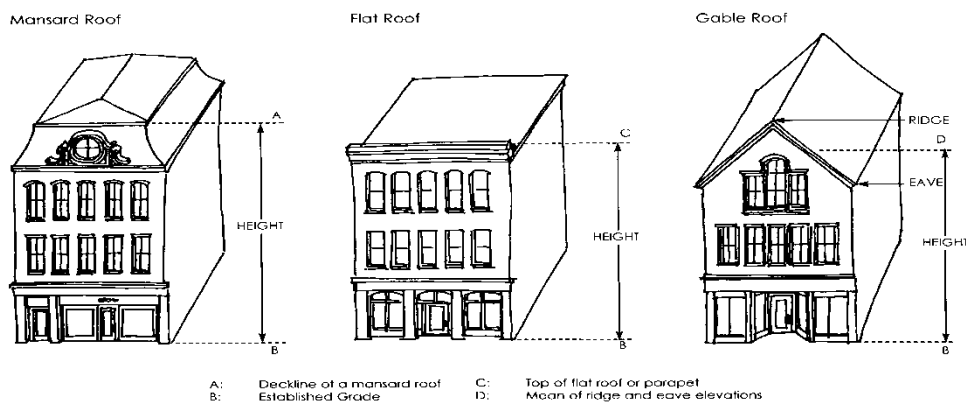 Mansard Roof
Flat Roof
Gable Roof
A
HEIGHT
B
C
HEIGHT
B
RIDGE
D
EAVE
HEIGHT
B
A: Deckline of a mansard roof
B: Established Grade
C: Top of flat roof or parapet
D: Mean of ridge and eave elevations